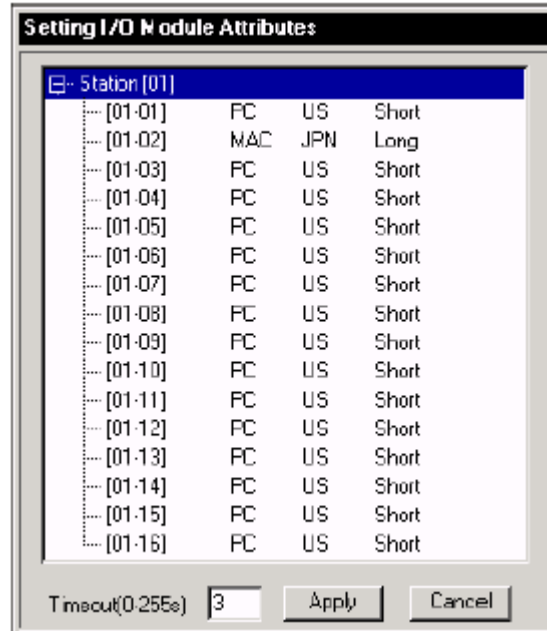 Setting I/O Module Attributes
Station [01]
[01-01] PC US Short
[01-02] MAC JPN Long
[01-03] PC US Short
[01-04] PC US Short
[01-05] PC US Short
[01-06] PC US Short
[01-07] PC US Short
[01-08] PC US Short
[01-09] PC US Short
[01-10] PC US Short
[01-11] PC US Short
[01-12] PC US Short
[01-13] PC US Short
[01-14] PC US Short
[01-15] PC US Short
[01-16] PC US Short
Timeout(0-255s) 3 Apply Cancel